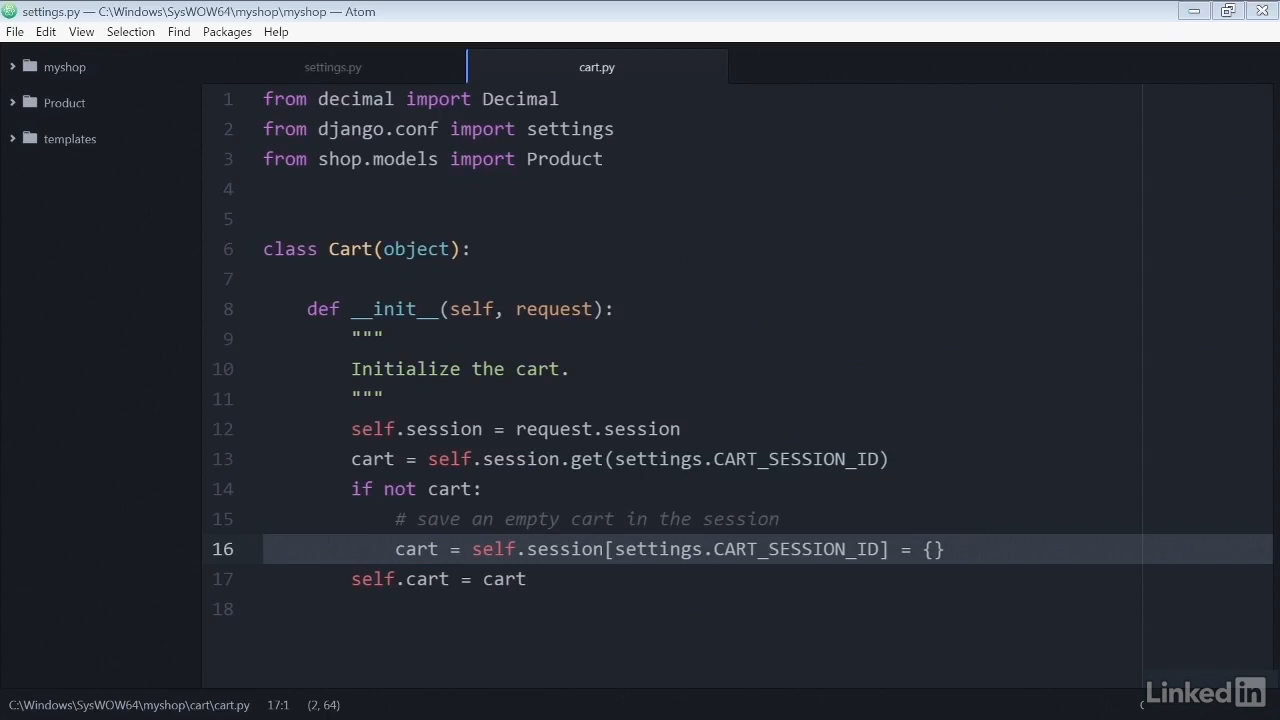 settings.py — C:\Windows\SysWOW64\myshop\myshop — Atom
File Edit View Selection Find Packages Help
myshop
Product
templates
settings.py cart.py
1 from decimal import Decimal
2 from django.conf import settings
3 from shop.models import Product
4
5
6 class Cart(object):
7
8 def __init__(self, request):
9 """
10 Initialize the cart.
11 """
12 self.session = request.session
13 cart = self.session.get(settings.CART_SESSION_ID)
14 if not cart:
15 # save an empty cart in the session
16 cart = self.session[settings.CART_SESSION_ID] = {}
17 self.cart = cart
18
C:\Windows\SysWOW64\myshop\cart\cart.py 17:1 (2, 64)
Linked in